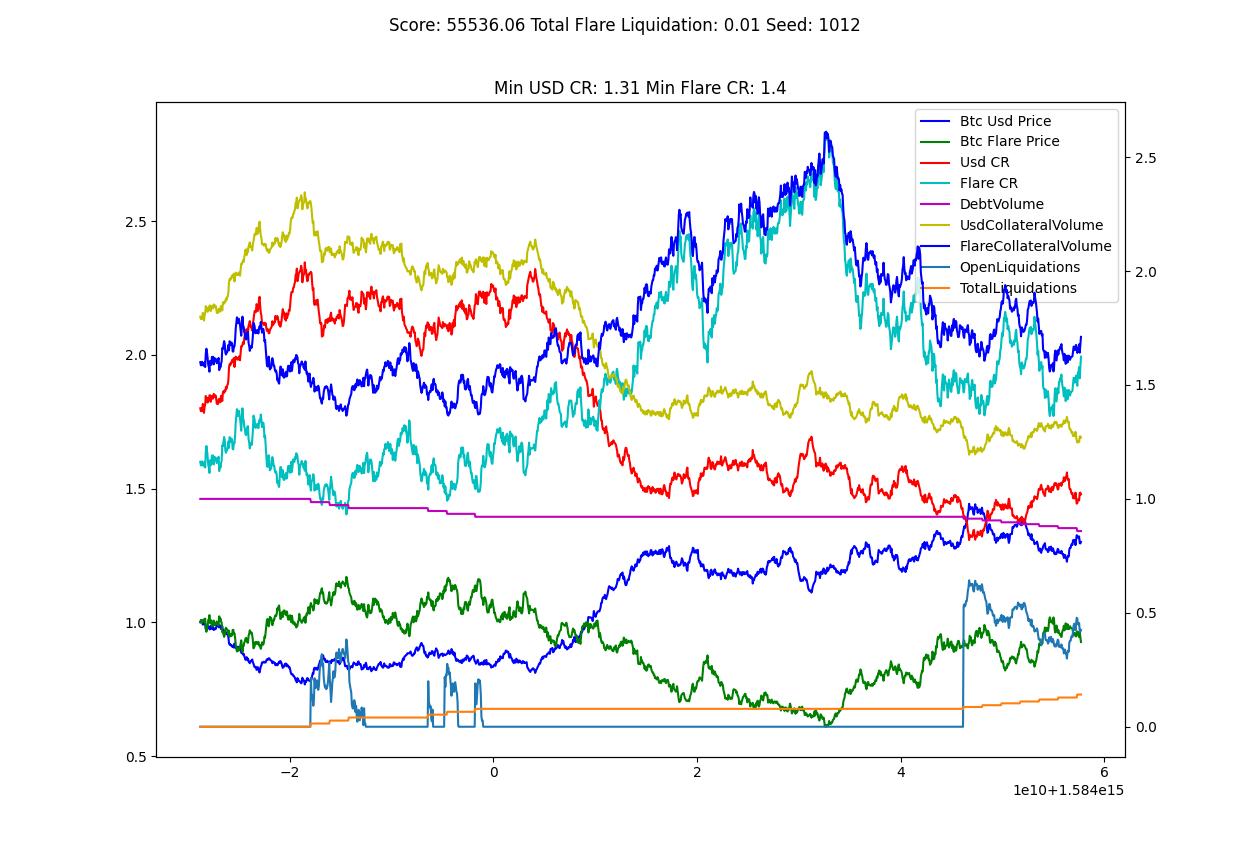 Score: 55536.06 Total Flare Liquidation: 0.01 Seed: 1012
Min USD CR: 1.31 Min Flare CR: 1.4
Btc Usd Price
Btc Flare Price
Usd CR
Flare CR
DebtVolume
UsdCollateralVolume
FlareCollateralVolume
OpenLiquidations
TotalLiquidations
2.5
2.0
1.5
1.0
0.5
2.5
2.0
1.5
1.0
0.5
0.0
−2 0 2 4 6
1e10+1.584e15